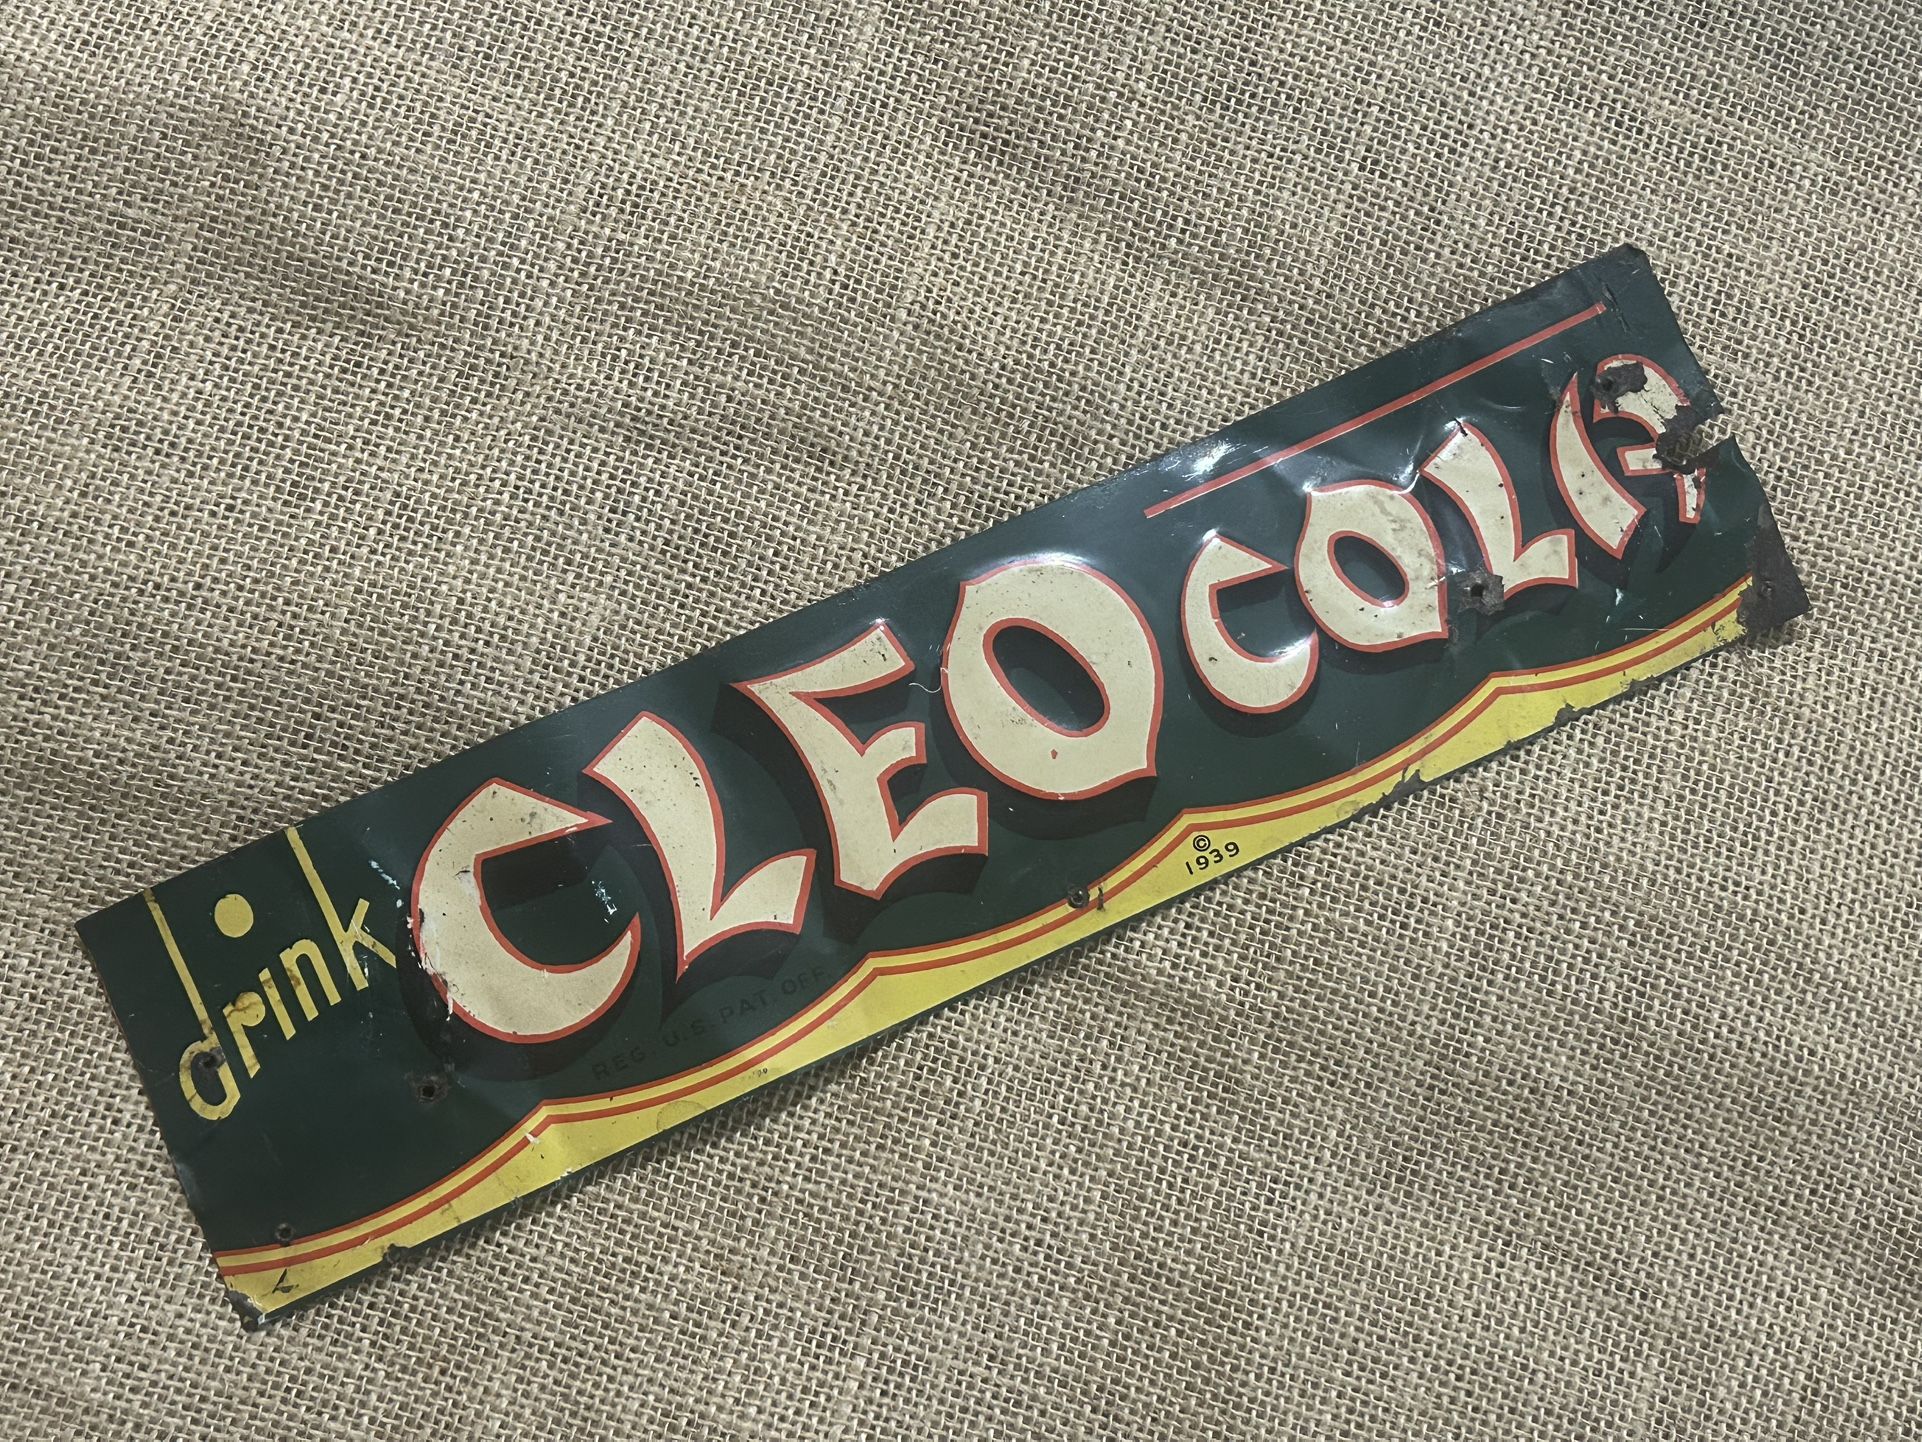 drink CLEO COLA
REG. U.S. PAT. OFF.
© 1939